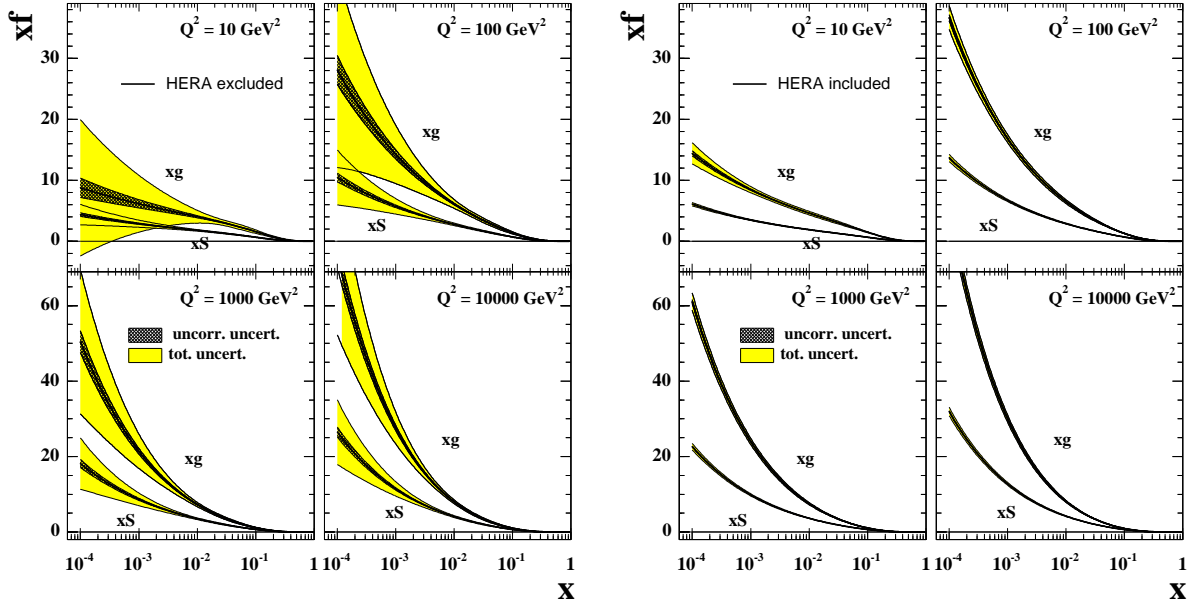 xf
Q² = 10 GeV²
HERA excluded
xg
xS
30
20
10
0
Q² = 100 GeV²
xg
xS
Q² = 1000 GeV²
uncorr. uncert.
tot. uncert.
xg
xS
60
40
20
0
10⁻⁴ 10⁻³ 10⁻² 10⁻¹ 1
Q² = 10000 GeV²
xg
xS
10⁻⁴ 10⁻³ 10⁻² 10⁻¹ 1
x
xf
Q² = 10 GeV²
HERA included
xg
xS
30
20
10
0
Q² = 100 GeV²
xg
xS
Q² = 1000 GeV²
uncorr. uncert.
tot. uncert.
xg
xS
60
40
20
0
10⁻⁴ 10⁻³ 10⁻² 10⁻¹ 1
Q² = 10000 GeV²
xg
xS
10⁻⁴ 10⁻³ 10⁻² 10⁻¹ 1
x